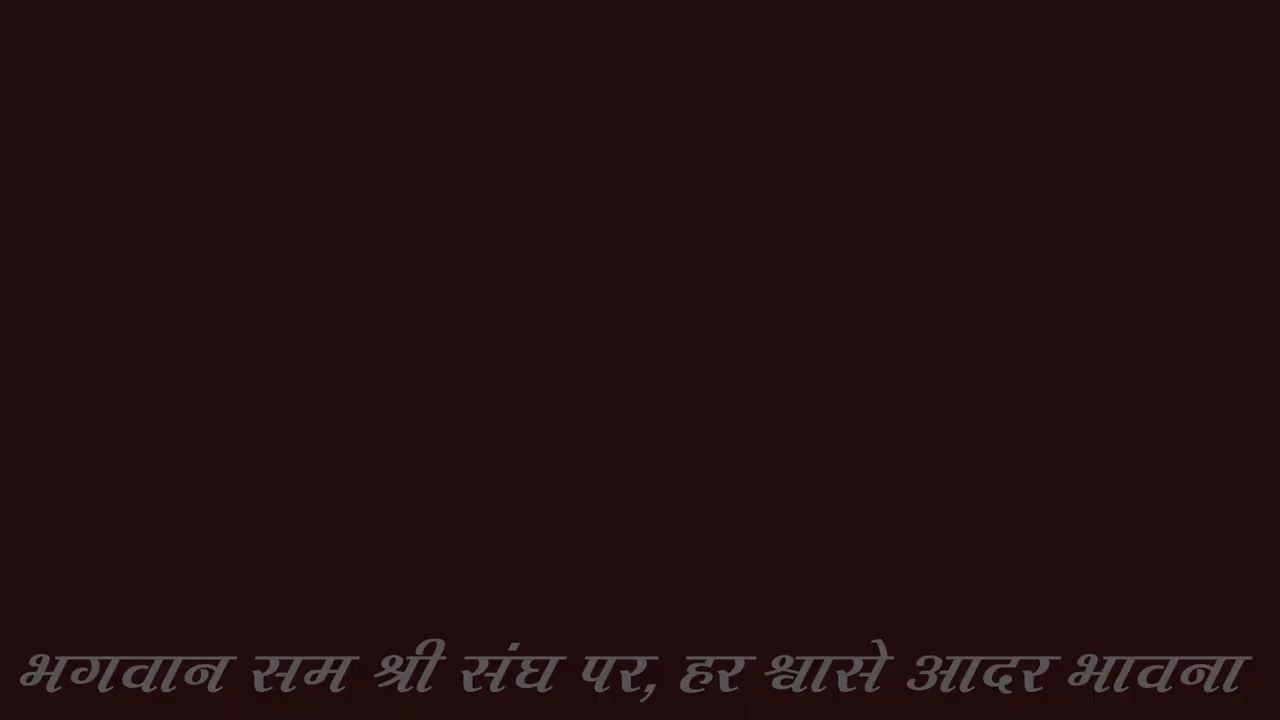 भगवान सम श्री संघ पर, हर श्वासे आदर भावना